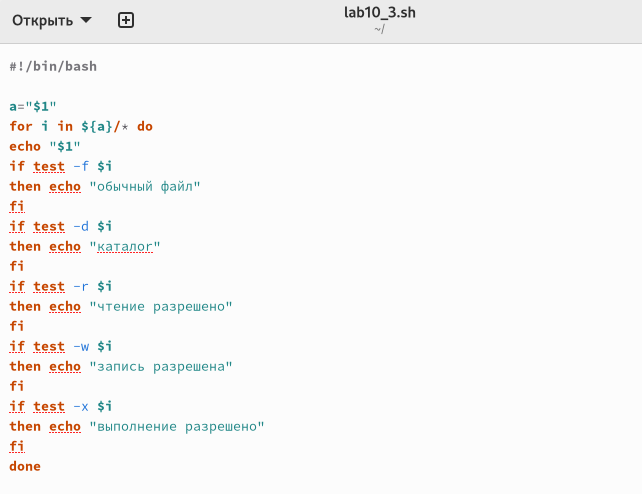 Открыть
lab10_3.sh
~/
#!/bin/bash
a="$1"
for i in ${a}/* do
echo "$1"
if test -f $i
then echo "обычный файл"
fi
if test -d $i
then echo "каталог"
fi
if test -r $i
then echo "чтение разрешено"
fi
if test -w $i
then echo "запись разрешена"
fi
if test -x $i
then echo "выполнение разрешено"
fi
done